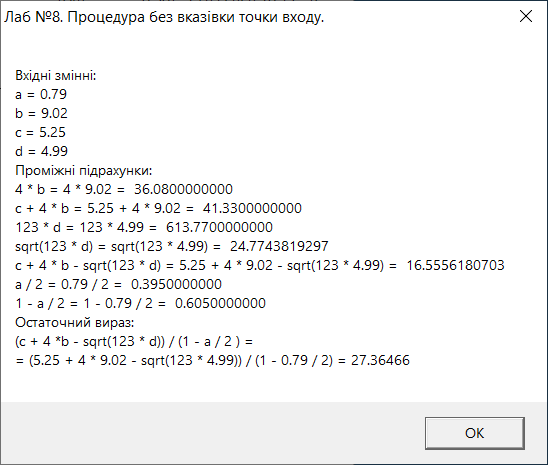 Лаб №8. Процедура без вказівки точки входу.
Вхідні змінні:
a = 0.79
b = 9.02
c = 5.25
d = 4.99
Проміжні підрахунки:
4 * b = 4 * 9.02 =  36.0800000000
c + 4 * b = 5.25 + 4 * 9.02 =  41.3300000000
123 * d = 123 * 4.99 =  613.7700000000
sqrt(123 * d) = sqrt(123 * 4.99) =  24.7743819297
c + 4 * b - sqrt(123 * d) = 5.25 + 4 * 9.02 - sqrt(123 * 4.99) =  16.5556180703
a / 2 = 0.79 / 2 =  0.3950000000
1 - a / 2 = 1 - 0.79 / 2 =  0.6050000000
Остаточний вираз:
(c + 4 *b - sqrt(123 * d)) / (1 - a / 2 ) =
= (5.25 + 4 * 9.02 - sqrt(123 * 4.99)) / (1 - 0.79 / 2) = 27.36466
OK